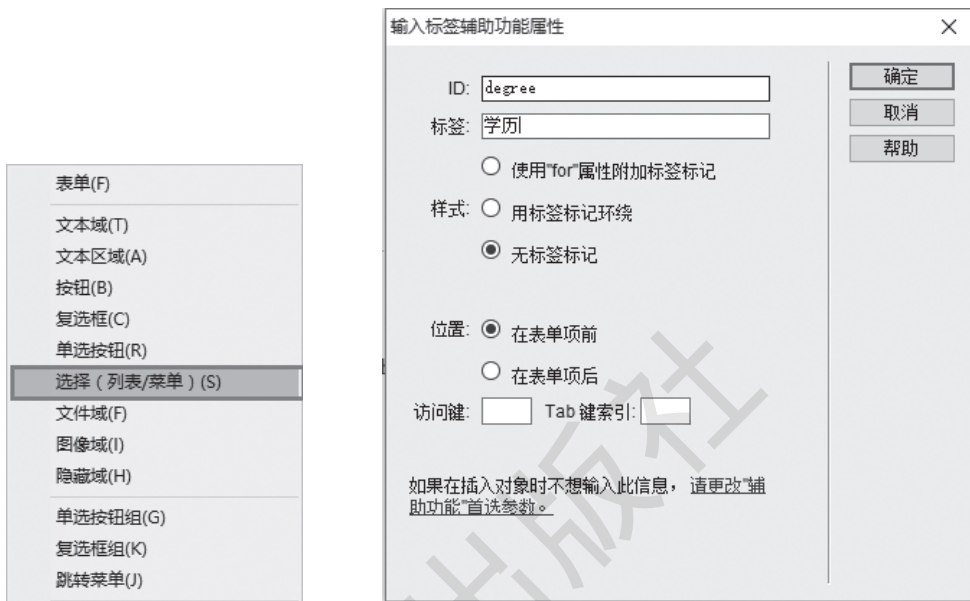 表单(F)
文本域(T)
文本区域(A)
按钮(B)
复选框(C)
单选按钮(R)
选择(列表/菜单)(S)
文件域(F)
图像域(I)
隐藏域(H)
单选按钮组(G)
复选框组(K)
跳转菜单(J)
输入标签辅助功能属性
ID: degree
标签: 学历
使用"for"属性附加标签标记
样式: 用标签标记环绕
无标签标记
位置: 在表单项前
在表单项后
访问键: Tab 键索引:
如果在插入对象时不想输入此信息,请更改"辅
助功能"首选参数。
确定
取消
帮助
出版社